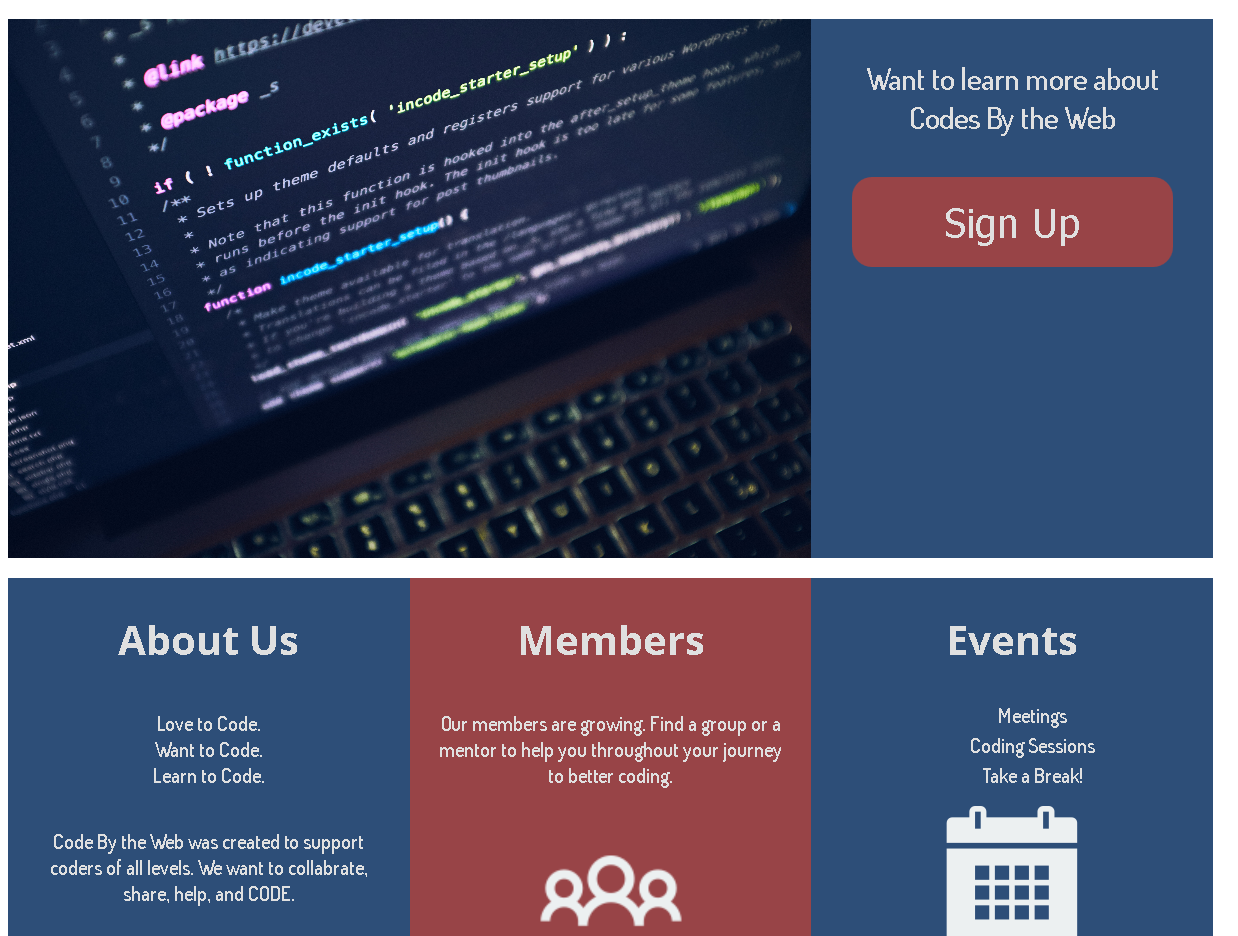 * @link https://devel
*
* @package _s
*/
if ( ! function_exists( 'incode_starter_setup' ) ) :
/**
* Sets up theme defaults and registers support for various WordPress
*
* Note that this function is hooked into the after_setup_theme hook, which
* runs before the init hook. The init hook is too late for some features, such
* as indicating support for post thumbnails.
*/
function incode_starter_setup() {
/*
* Make theme available for translation.
Want to learn more about
Codes By the Web
Sign Up
About Us
Love to Code.
Want to Code.
Learn to Code.
Code By the Web was created to support
coders of all levels. We want to collabrate,
share, help, and CODE.
Members
Our members are growing. Find a group or a
mentor to help you throughout your journey
to better coding.
Events
Meetings
Coding Sessions
Take a Break!